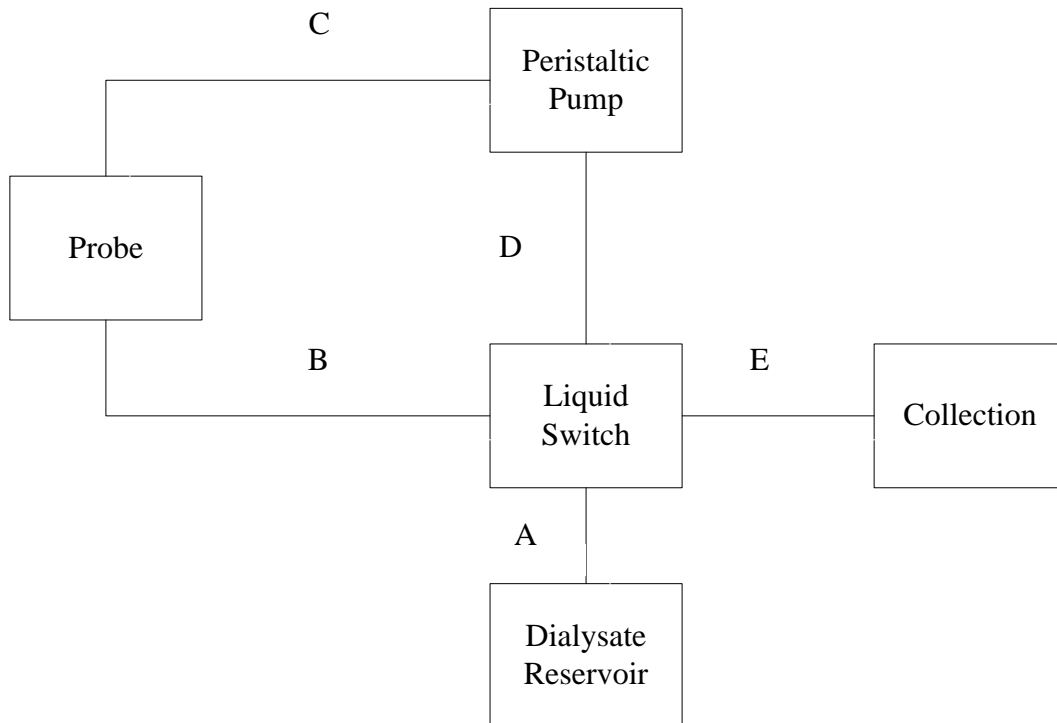 C
Peristaltic
Pump
Probe
D
B
E
Liquid
Switch
Collection
A
Dialysate
Reservoir